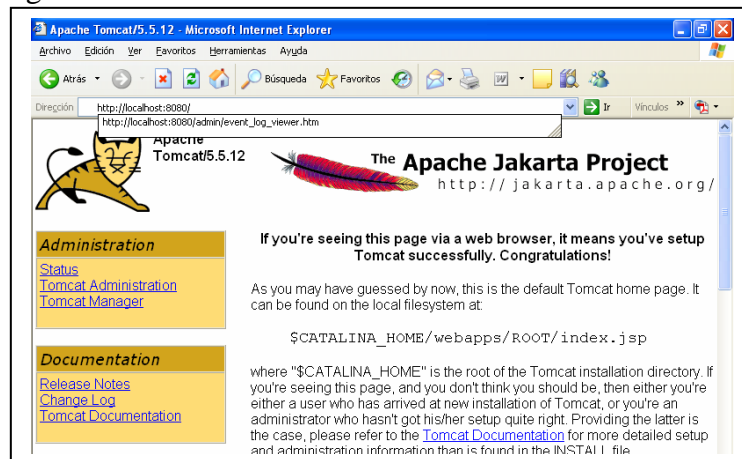 Apache Tomcat/5.5.12 - Microsoft Internet Explorer
Archivo Edición Ver Favoritos Herramientas Ayuda
Atrás Búsqueda Favoritos
Dirección http://localhost:8080/ Ir Vínculos »
http://localhost:8080/admin/event_log_viewer.htm
Apache
Tomcat/5.5.12
The Apache Jakarta Project
http://jakarta.apache.org/
Administration
Status
Tomcat Administration
Tomcat Manager
Documentation
Release Notes
Change Log
Tomcat Documentation
If you're seeing this page via a web browser, it means you've setup
Tomcat successfully. Congratulations!
As you may have guessed by now, this is the default Tomcat home page. It
can be found on the local filesystem at:
$CATALINA_HOME/webapps/ROOT/index.jsp
where "$CATALINA_HOME" is the root of the Tomcat installation directory. If
you're seeing this page, and you don't think you should be, then either you're
either a user who has arrived at new installation of Tomcat, or you're an
administrator who hasn't got his/her setup quite right. Providing the latter is
the case, please refer to the Tomcat Documentation for more detailed setup
and administration information than is found in the INSTALL file.